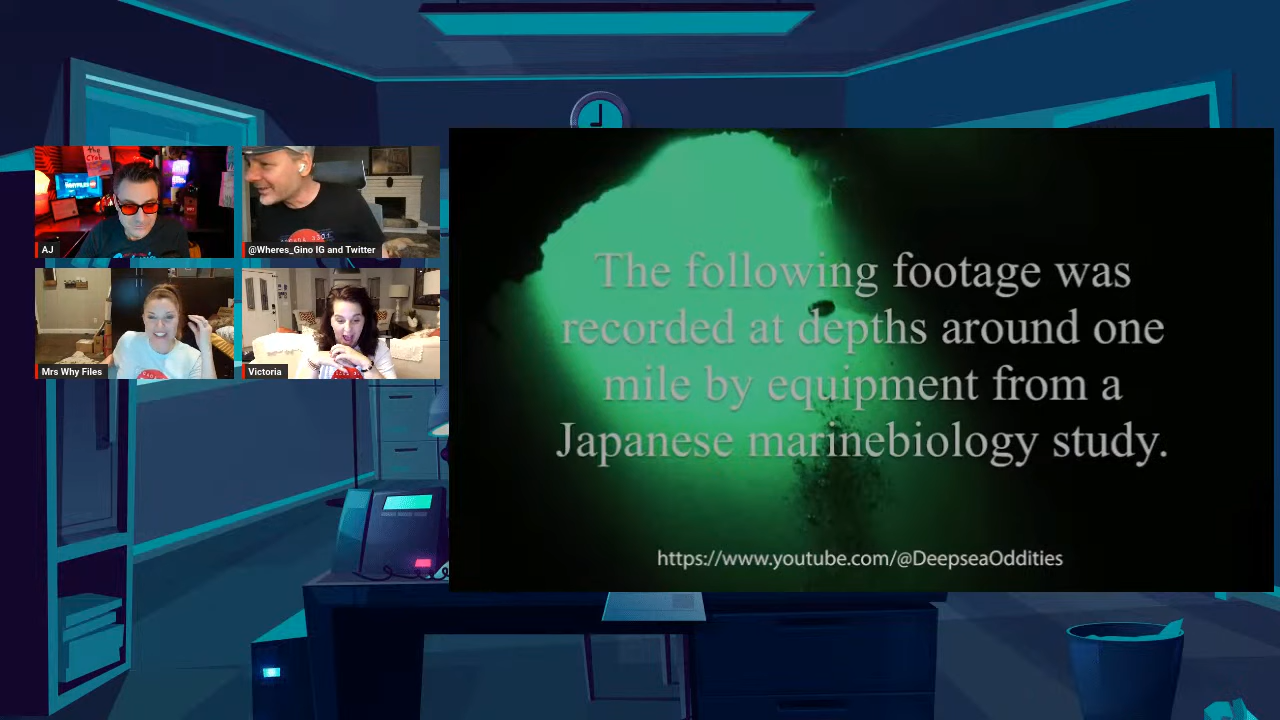 AJ
@Wheres_Gino IG and Twitter
Mrs Why Files
Victoria
The following footage was
recorded at depths around one
mile by equipment from a
Japanese marinebiology study.
https://www.youtube.com/@DeepseaOddities